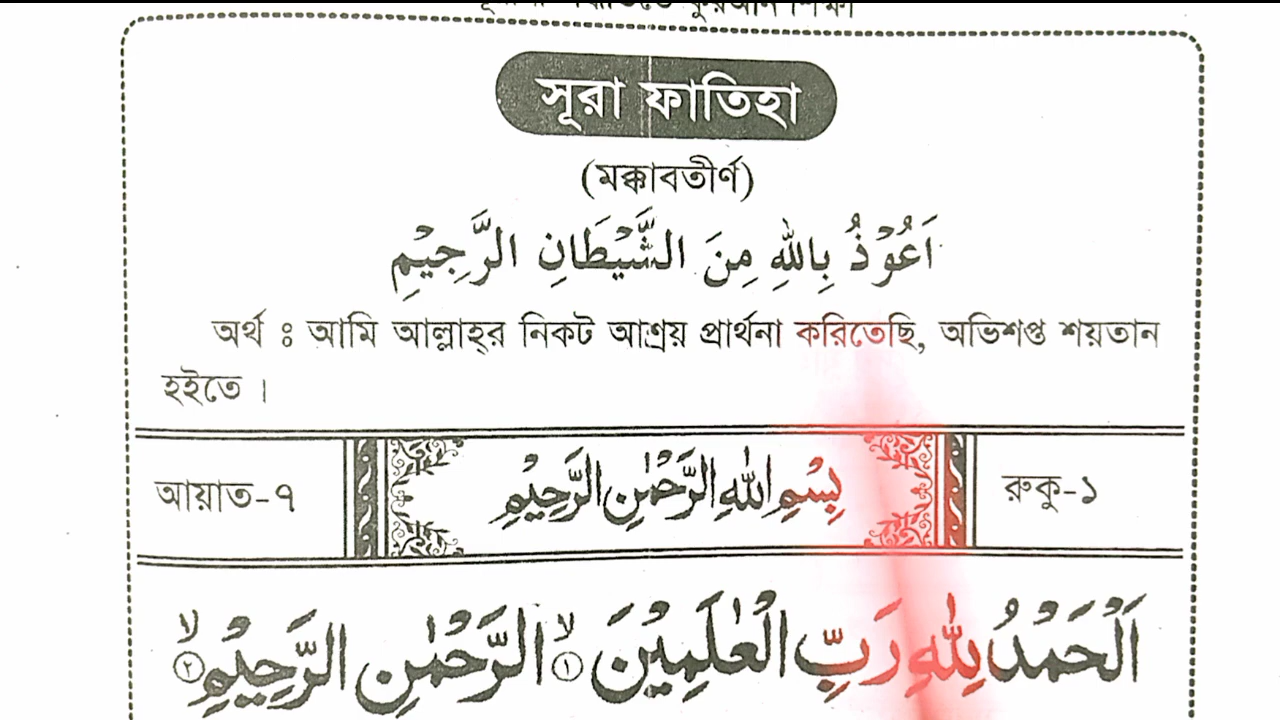 কুরআন শিক্ষা
সূরা ফাতিহা
(মক্কাবতীর্ণ)
اَعُوْذُ بِاللّٰهِ مِنَ الشَّيْطَانِ الرَّجِيْمِ
অর্থ ঃ আমি আল্লাহ্‌র নিকট আশ্রয় প্রার্থনা করিতেছি, অভিশপ্ত শয়তান
হইতে ।
আয়াত-৭ بِسْمِ اللّٰهِ الرَّحْمٰنِ الرَّحِيْمِ রুকু-১
اَلْحَمْدُ لِلّٰهِ رَبِّ الْعٰلَمِيْنَ ۙ‏ ① الرَّحْمٰنِ الرَّحِيْمِ ۙ‏ ②